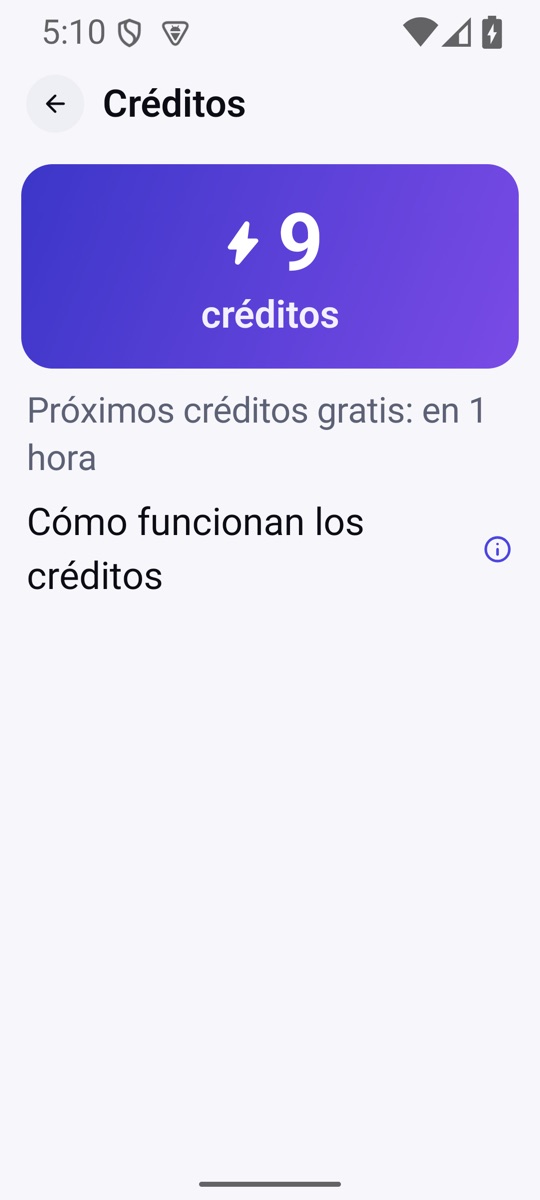 5:10
Créditos
9
créditos
Próximos créditos gratis: en 1
hora
Cómo funcionan los
créditos